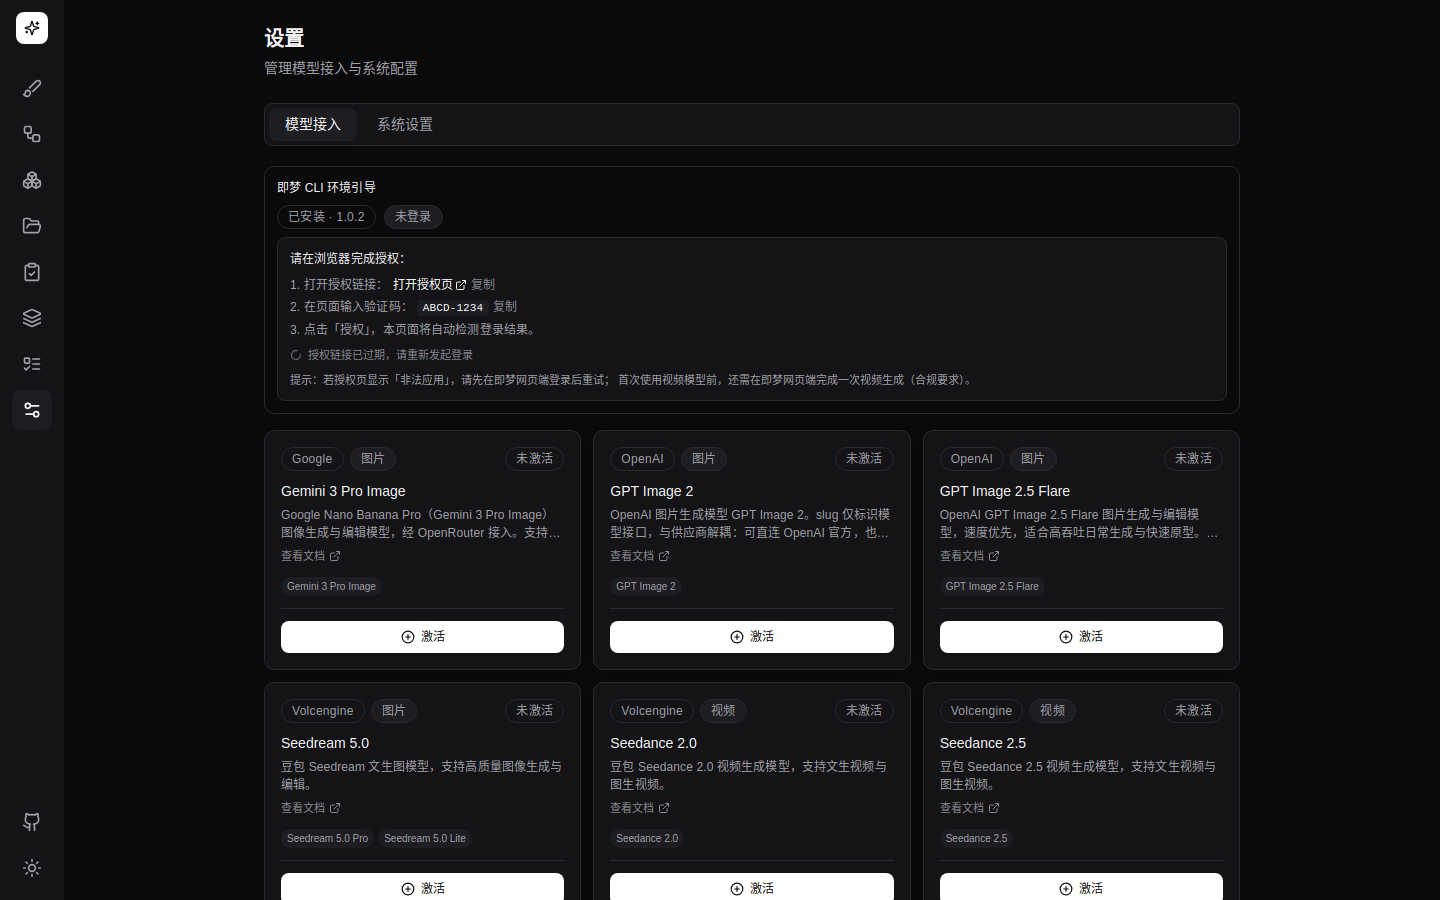 设置
管理模型接入与系统配置
模型接入 系统设置
即梦 CLI 环境引导
已安装 · 1.0.2 未登录
请在浏览器完成授权：
1. 打开授权链接： 打开授权页 复制
2. 在页面输入验证码： ABCD-1234 复制
3. 点击「授权」，本页面将自动检测登录结果。
授权链接已过期，请重新发起登录
提示：若授权页显示「非法应用」，请先在即梦网页端登录后重试； 首次使用视频模型前，还需在即梦网页端完成一次视频生成（合规要求）。
Google 图片 未激活
Gemini 3 Pro Image
Google Nano Banana Pro（Gemini 3 Pro Image）
图像生成与编辑模型，经 OpenRouter 接入。支持…
查看文档
Gemini 3 Pro Image
激活
OpenAI 图片 未激活
GPT Image 2
OpenAI 图片生成模型 GPT Image 2。slug 仅标识模
型接口，与供应商解耦：可直连 OpenAI 官方，也…
查看文档
GPT Image 2
激活
OpenAI 图片 未激活
GPT Image 2.5 Flare
OpenAI GPT Image 2.5 Flare 图片生成与编辑模
型，速度优先，适合高吞吐日常生成与快速原型。…
查看文档
GPT Image 2.5 Flare
激活
Volcengine 图片 未激活
Seedream 5.0
豆包 Seedream 文生图模型，支持高质量图像生成与
编辑。
查看文档
Seedream 5.0 Pro Seedream 5.0 Lite
激活
Volcengine 视频 未激活
Seedance 2.0
豆包 Seedance 2.0 视频生成模型，支持文生视频与
图生视频。
查看文档
Seedance 2.0
激活
Volcengine 视频 未激活
Seedance 2.5
豆包 Seedance 2.5 视频生成模型，支持文生视频与
图生视频。
查看文档
Seedance 2.5
激活